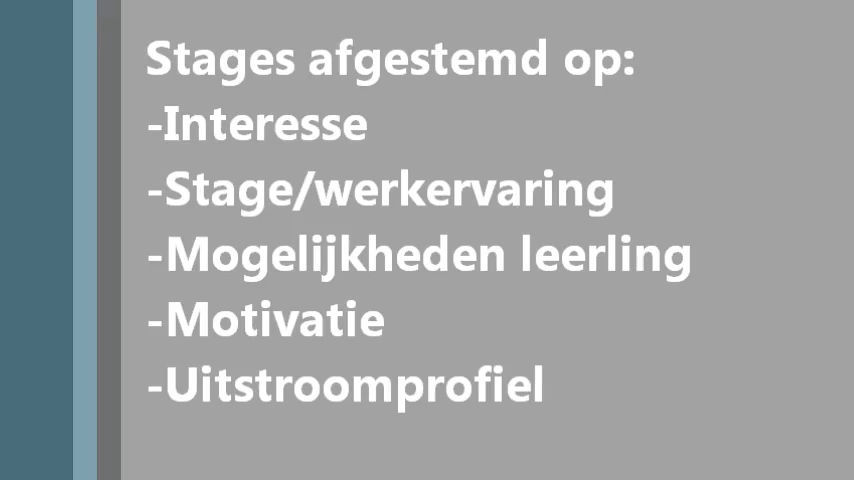 Stages afgestemd op:
-Interesse
-Stage/werkervaring
-Mogelijkheden leerling
-Motivatie
-Uitstroomprofiel